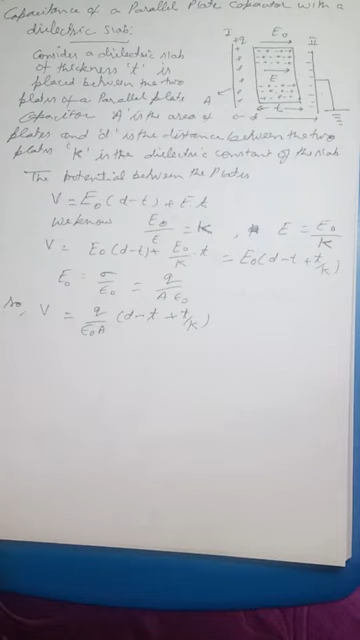 Capacitance of a Parallel Plate Capacitor with a
dielectric slab:
Consider a dielectric slab
of thickness 't' is
placed between the two
plates of a Parallel plate
Capacitor 'A' is the area of
plates and 'd' is the distance between the two
plates 'K' is the dielectric constant of the slab
The potential between the Plates
V = E₀(d-t) + E.t
we know E₀/E = K , E = E₀/K
V = E₀(d-t) + E₀/K . t = E₀(d-t + t/K)
E₀ = σ/ε₀ = q/Aε₀
So, V = q/ε₀A (d-t + t/K)
I
E₀
II
+q
E
A
t
d